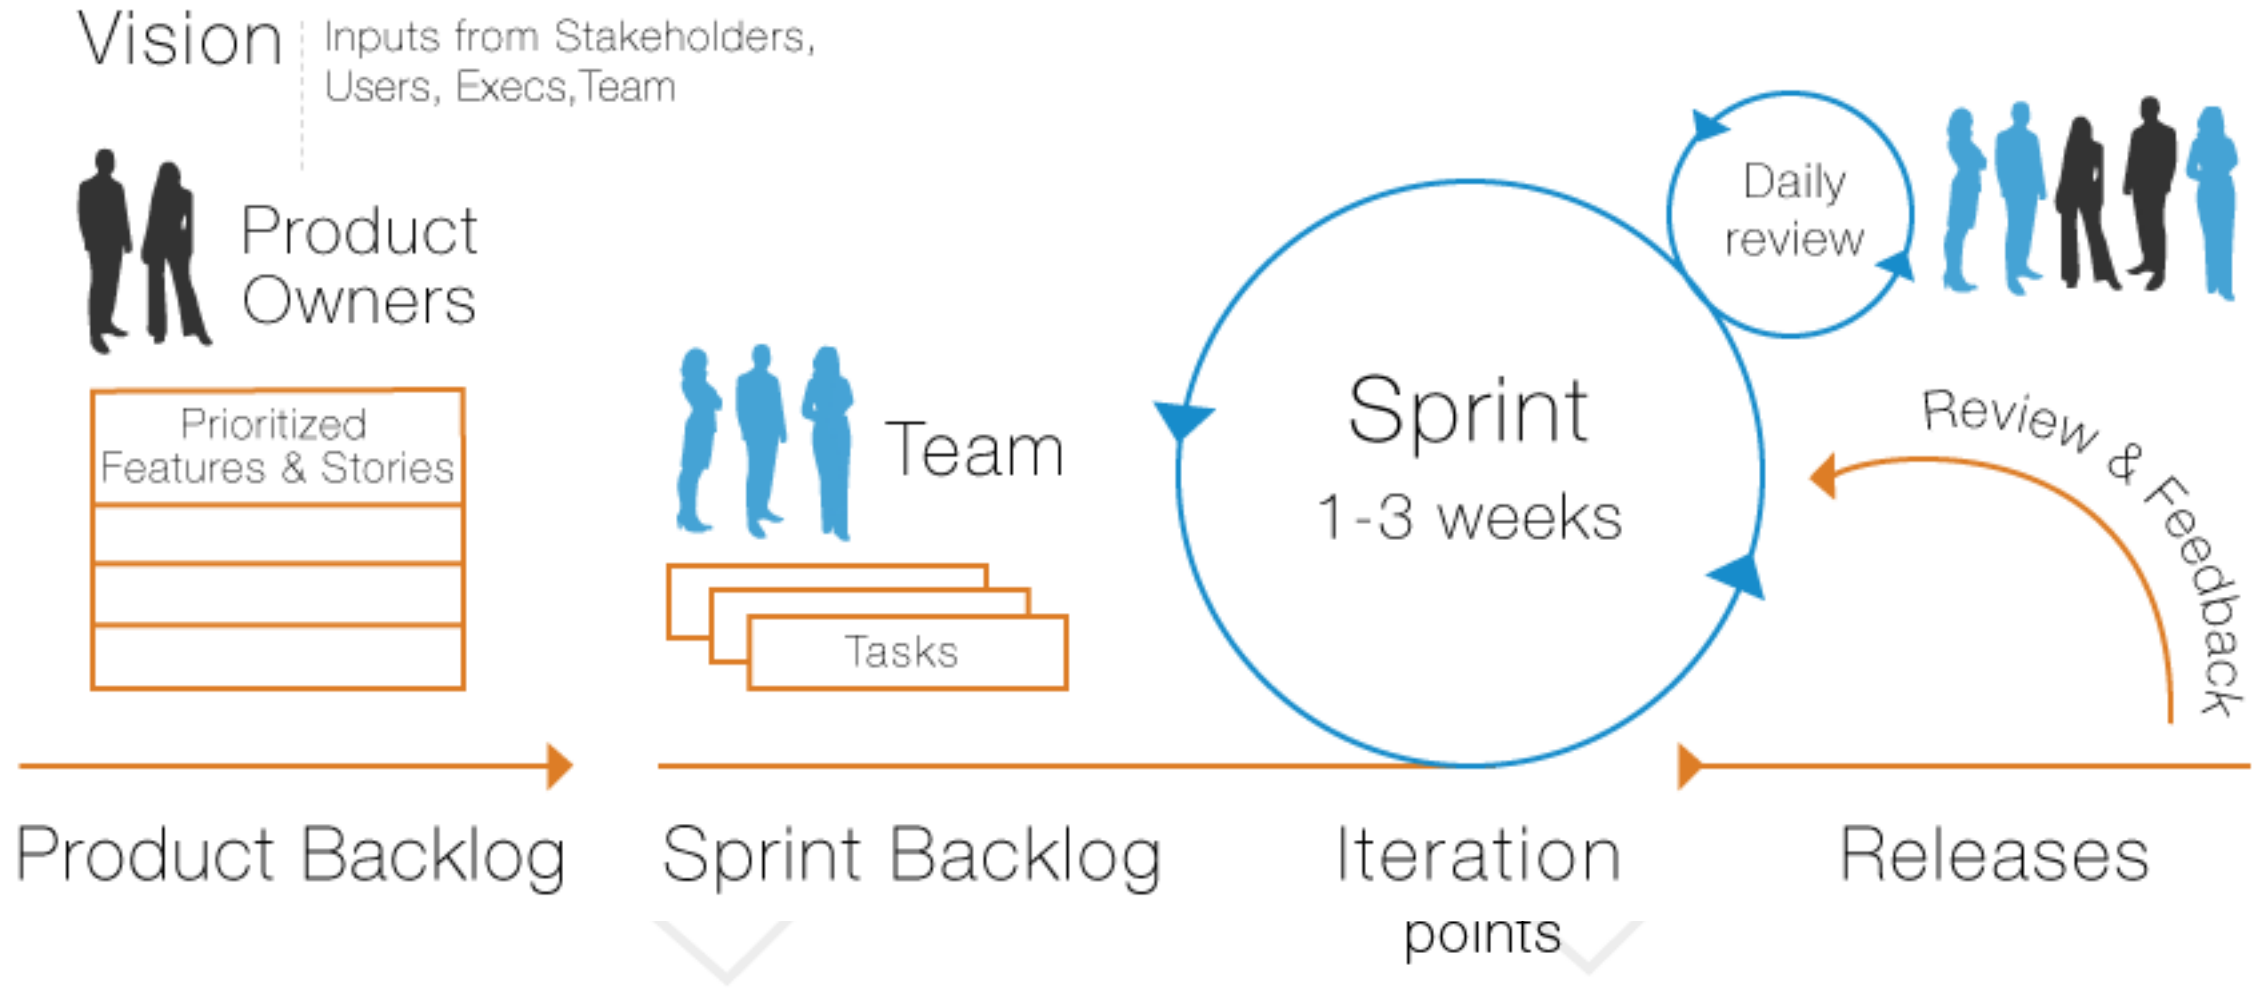 Vision
Inputs from Stakeholders,
Users, Execs,Team
Product
Owners
Prioritized
Features & Stories
Team
Tasks
Sprint
1-3 weeks
Daily
review
Review & Feedback
Product Backlog
Sprint Backlog
Iteration
Releases
points